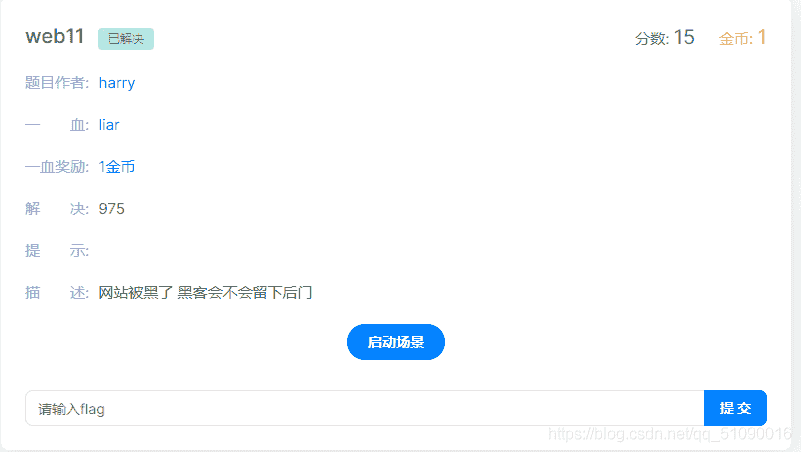 web11 已解决 分数: 15 金币: 1
题目作者: harry
一 血: liar
一血奖励: 1金币
解 决: 975
提 示:
描 述: 网站被黑了 黑客会不会留下后门
启动场景
请输入flag 提 交
https://blog.csdn.net/qq_51090016